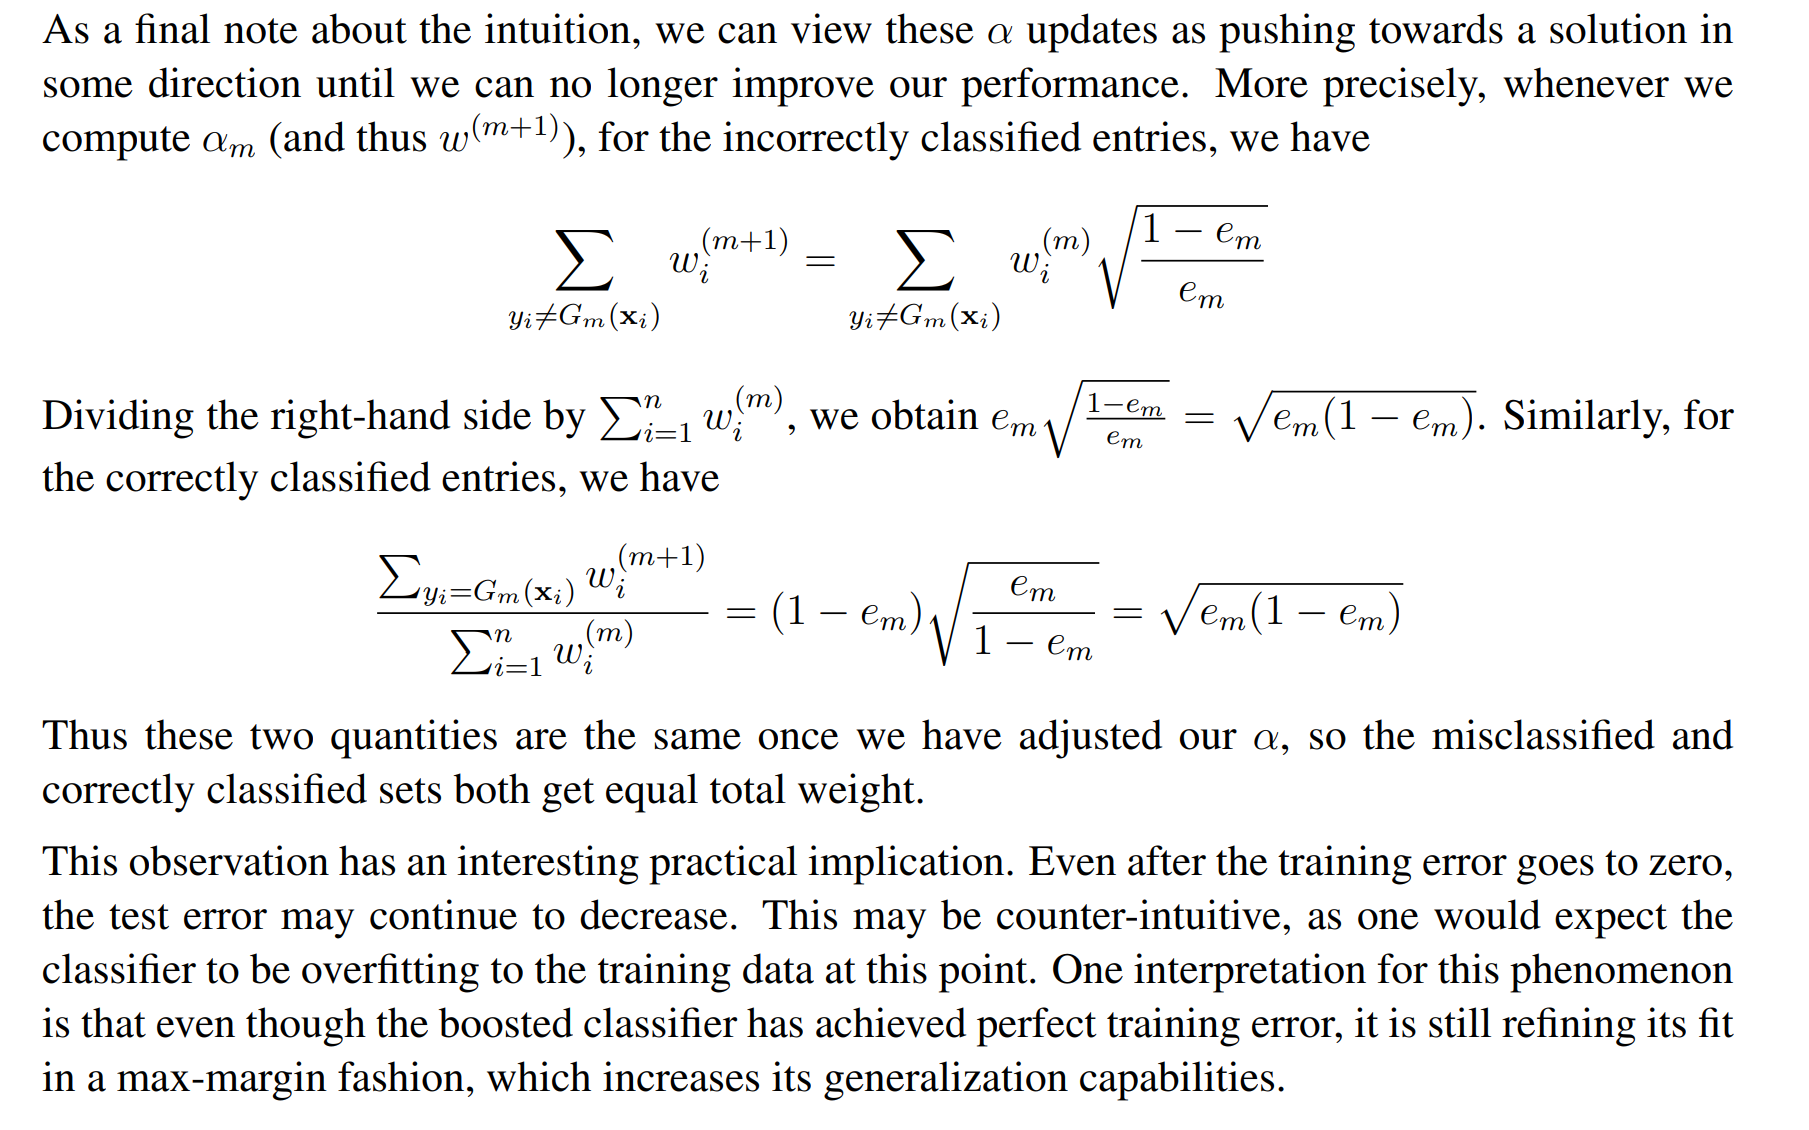 As a final note about the intuition, we can view these α updates as pushing towards a solution in
some direction until we can no longer improve our performance. More precisely, whenever we
compute α_m (and thus w^{(m+1)}), for the incorrectly classified entries, we have
\sum_{y_i \neq G_m(\mathbf{x}_i)} w_i^{(m+1)} = \sum_{y_i \neq G_m(\mathbf{x}_i)} w_i^{(m)} \sqrt{\frac{1 - e_m}{e_m}}
Dividing the right-hand side by \sum_{i=1}^{n} w_i^{(m)}, we obtain e_m \sqrt{\frac{1-e_m}{e_m}} = \sqrt{e_m(1 - e_m)}. Similarly, for
the correctly classified entries, we have
\frac{\sum_{y_i = G_m(\mathbf{x}_i)} w_i^{(m+1)}}{\sum_{i=1}^{n} w_i^{(m)}} = (1 - e_m) \sqrt{\frac{e_m}{1 - e_m}} = \sqrt{e_m(1 - e_m)}
Thus these two quantities are the same once we have adjusted our α, so the misclassified and
correctly classified sets both get equal total weight.
This observation has an interesting practical implication. Even after the training error goes to zero,
the test error may continue to decrease. This may be counter-intuitive, as one would expect the
classifier to be overfitting to the training data at this point. One interpretation for this phenomenon
is that even though the boosted classifier has achieved perfect training error, it is still refining its fit
in a max-margin fashion, which increases its generalization capabilities.